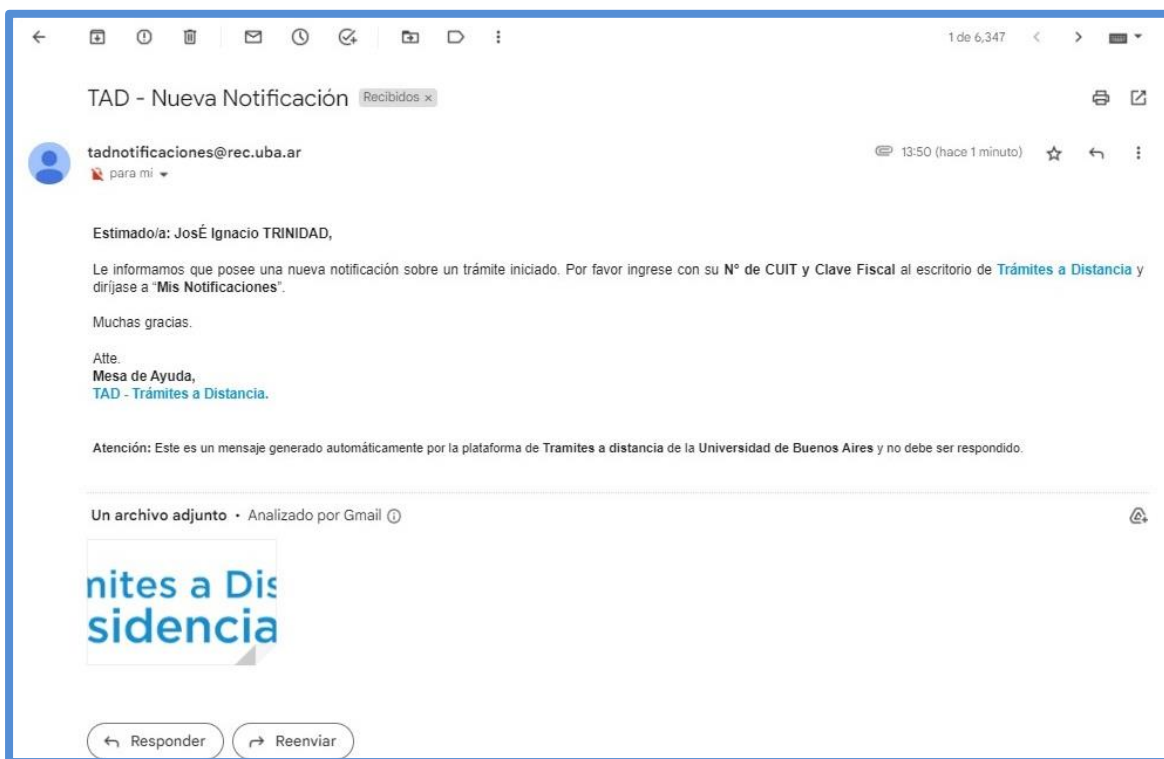 1 de 6,347
TAD - Nueva Notificación Recibidos x
tadnotificaciones@rec.uba.ar 13:50 (hace 1 minuto)
para mi
Estimado/a: JosÉ Ignacio TRINIDAD,
Le informamos que posee una nueva notificación sobre un trámite iniciado. Por favor ingrese con su N° de CUIT y Clave Fiscal al escritorio de Trámites a Distancia y
diríjase a “Mis Notificaciones”.
Muchas gracias.
Atte.
Mesa de Ayuda,
TAD - Trámites a Distancia.
Atención: Este es un mensaje generado automáticamente por la plataforma de Tramites a distancia de la Universidad de Buenos Aires y no debe ser respondido.
Un archivo adjunto • Analizado por Gmail
mites a Dis
sidencia
Responder Reenviar